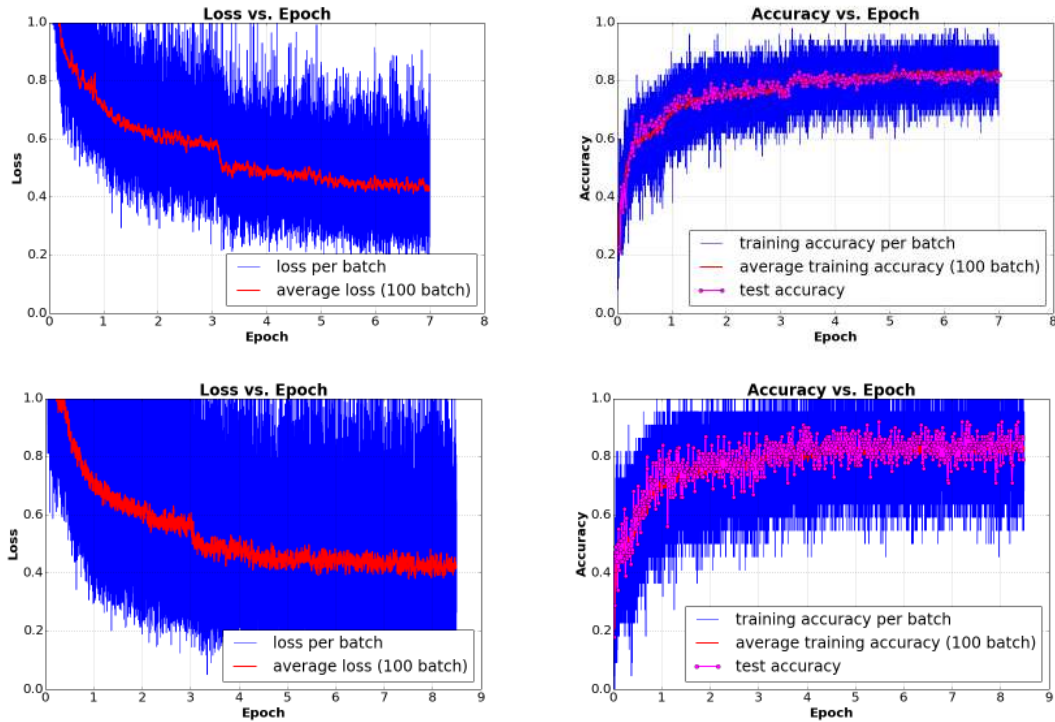 Loss vs. Epoch
1.0
0.8
0.6
0.4
0.2
0.0
Loss
0 1 2 3 4 5 6 7 8
Epoch
loss per batch
average loss (100 batch)
Accuracy vs. Epoch
1.0
0.8
0.6
0.4
0.2
0.0
Accuracy
0 1 2 3 4 5 6 7 8
Epoch
training accuracy per batch
average training accuracy (100 batch)
test accuracy
Loss vs. Epoch
1.0
0.8
0.6
0.4
0.2
0.0
Loss
0 1 2 3 4 5 6 7 8 9
Epoch
loss per batch
average loss (100 batch)
Accuracy vs. Epoch
1.0
0.8
0.6
0.4
0.2
0.0
Accuracy
0 1 2 3 4 5 6 7 8 9
Epoch
training accuracy per batch
average training accuracy (100 batch)
test accuracy